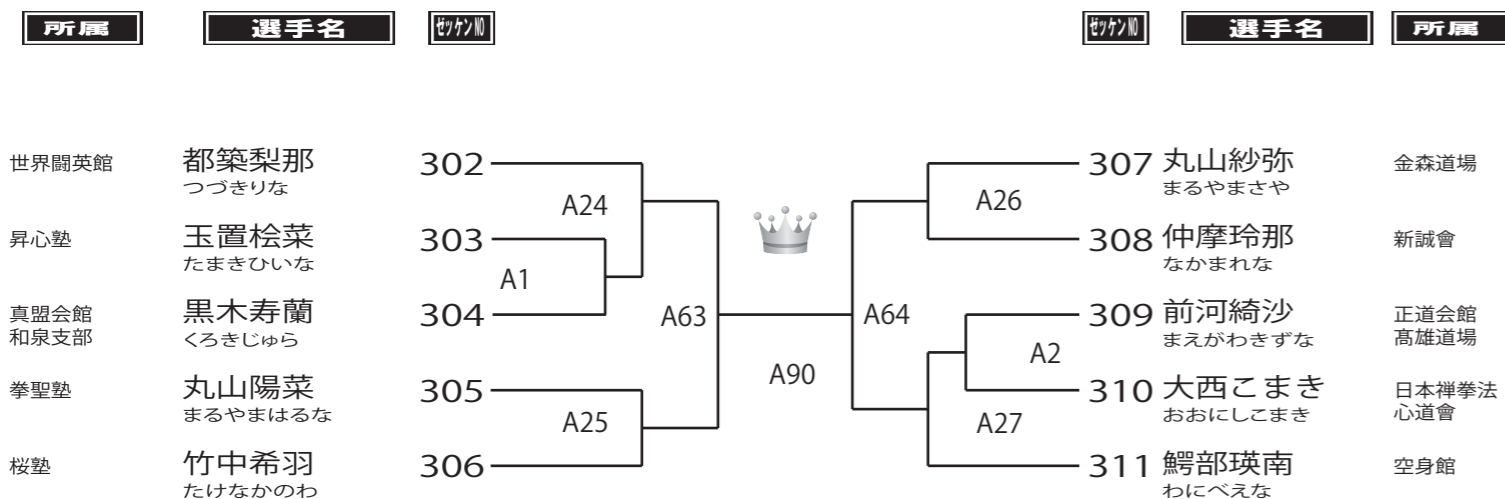 所属 選手名 ゼッケンNO ゼッケンNO 選手名 所属
世界闘英館 都築梨那 302 307 丸山紗弥 金森道場
つづきりな まるやまさや
A24 A26
昇心塾 玉置桧菜 303 308 仲摩玲那 新誠會
たまきひいな なかまれな
A1
真盟会館 黒木寿蘭 304 A63 A64 309 前河綺沙 正道会館
和泉支部 くろきじゅら まえがわきずな 髙雄道場
A90 A2
拳聖塾 丸山陽菜 305 310 大西こまき 日本禅拳法
まるやまはるな おおにしこまき 心道會
A25 A27
桜塾 竹中希羽 306 311 鰐部瑛南 空身館
たけなかのわ わにべえな